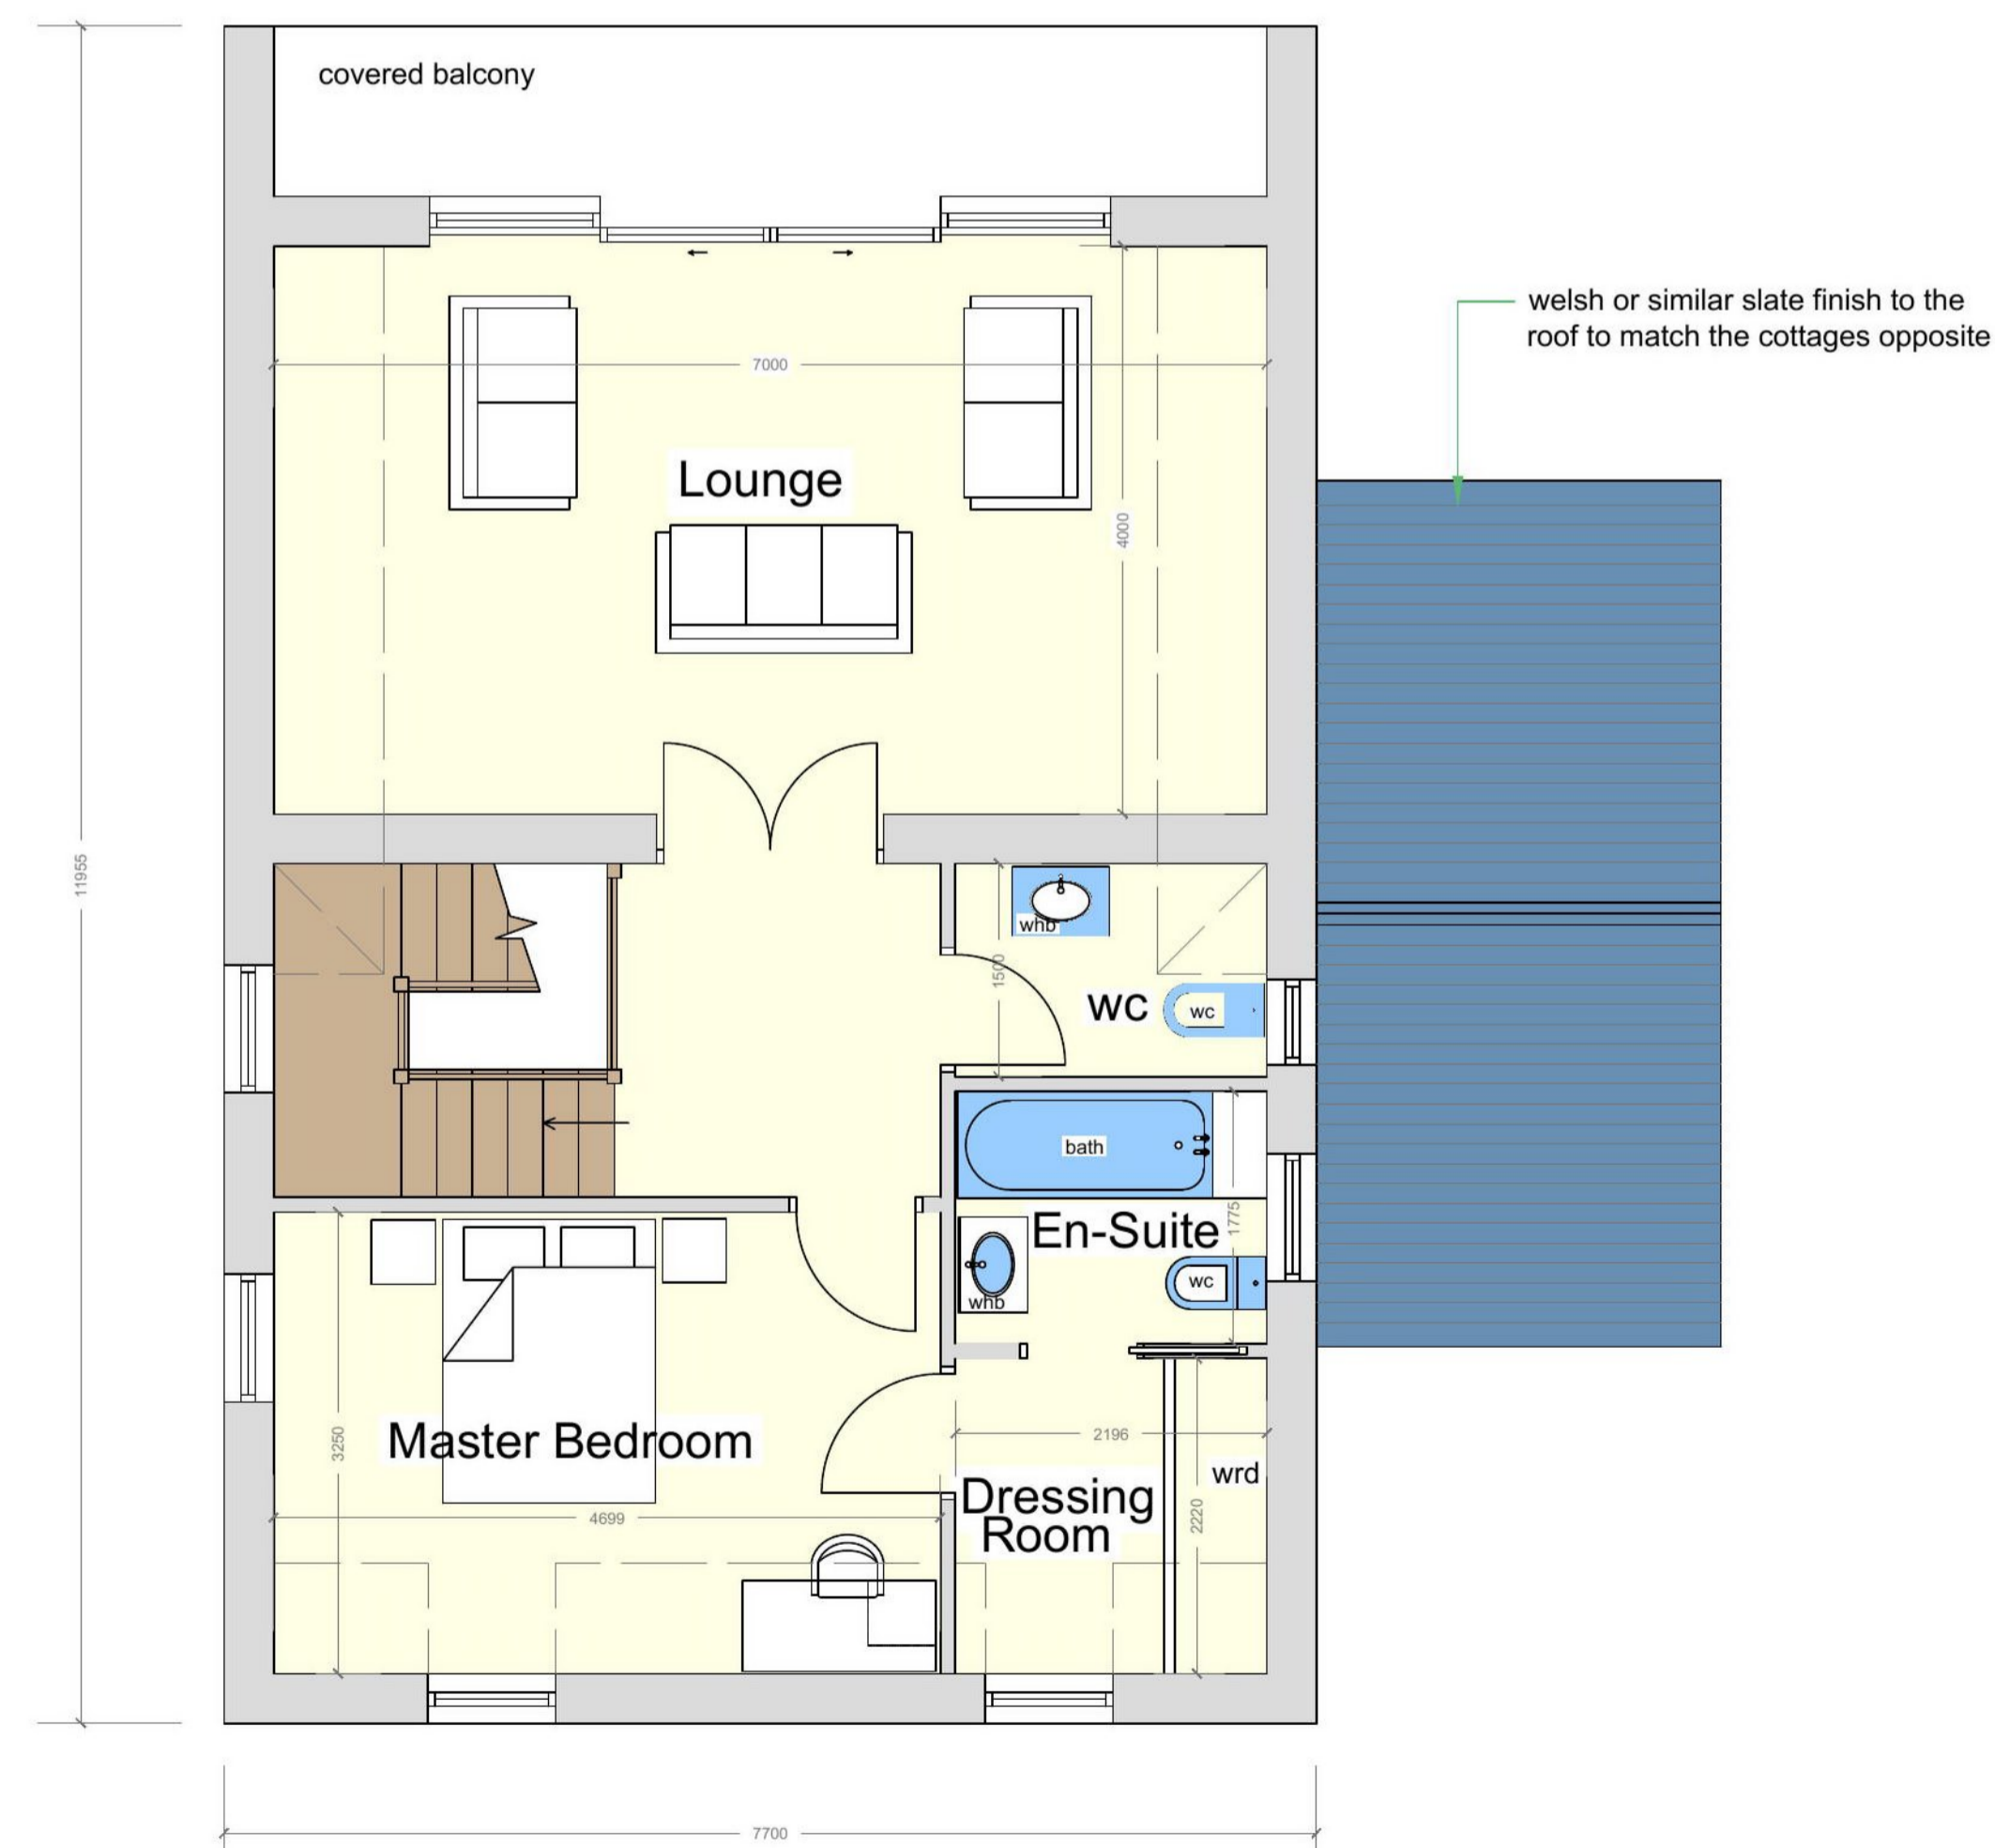 covered balcony
welsh or similar slate finish to the
roof to match the cottages opposite
7000
Lounge
4000
11955
whb
1500
wc
wc
bath
En-Suite
1775
wc
whb
Master Bedroom
3250
2196
wrd
Dressing
Room
2220
4699
7700